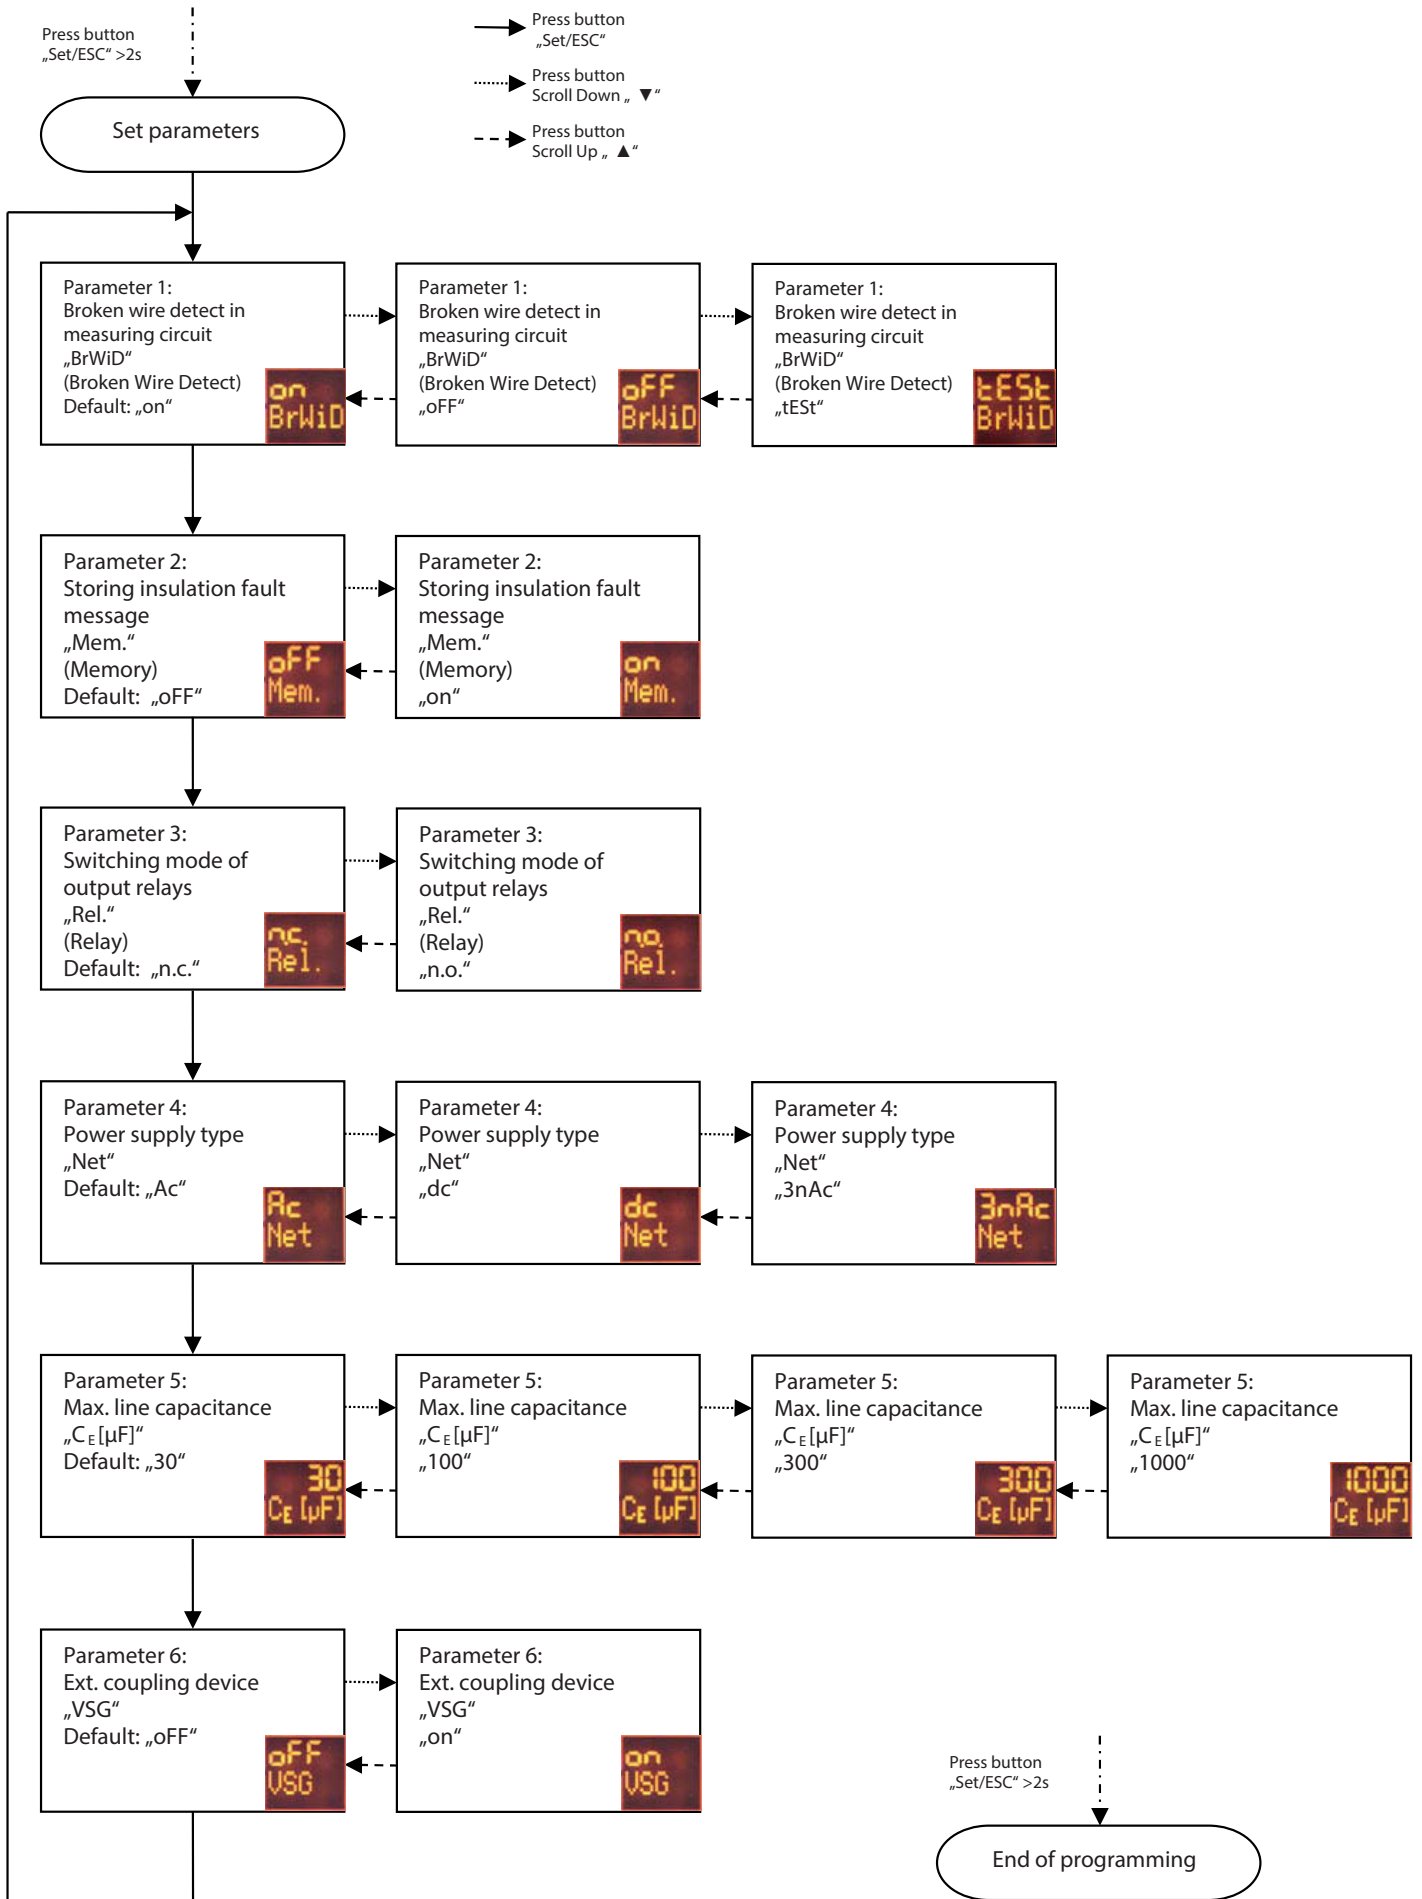 Press button
„Set/ESC“ >2s
Press button
„Set/ESC“
Press button
Scroll Down „ ▼“
Press button
Scroll Up „ ▲“
Set parameters
Parameter 1:
Broken wire detect in
measuring circuit
„BrWiD“
(Broken Wire Detect)
Default: „on“
on
BrWiD
Parameter 1:
Broken wire detect in
measuring circuit
„BrWiD“
(Broken Wire Detect)
„oFF“
oFF
BrWiD
Parameter 1:
Broken wire detect in
measuring circuit
„BrWiD“
(Broken Wire Detect)
„tESt“
tESt
BrWiD
Parameter 2:
Storing insulation fault
message
„Mem.“
(Memory)
Default: „oFF“
oFF
Mem.
Parameter 2:
Storing insulation fault
message
„Mem.“
(Memory)
„on“
on
Mem.
Parameter 3:
Switching mode of
output relays
„Rel.“
(Relay)
Default: „n.c.“
n.c.
Rel.
Parameter 3:
Switching mode of
output relays
„Rel.“
(Relay)
„n.o.“
n.o.
Rel.
Parameter 4:
Power supply type
„Net“
Default: „Ac“
Ac
Net
Parameter 4:
Power supply type
„Net“
„dc“
dc
Net
Parameter 4:
Power supply type
„Net“
„3nAc“
3nAc
Net
Parameter 5:
Max. line capacitance
„CE[µF]“
Default: „30“
30
CE [µF]
Parameter 5:
Max. line capacitance
„CE[µF]“
„100“
100
CE [µF]
Parameter 5:
Max. line capacitance
„CE[µF]“
„300“
300
CE [µF]
Parameter 5:
Max. line capacitance
„CE[µF]“
„1000“
1000
CE [µF]
Parameter 6:
Ext. coupling device
„VSG“
Default: „oFF“
oFF
VSG
Parameter 6:
Ext. coupling device
„VSG“
„on“
on
VSG
Press button
„Set/ESC“ >2s
End of programming